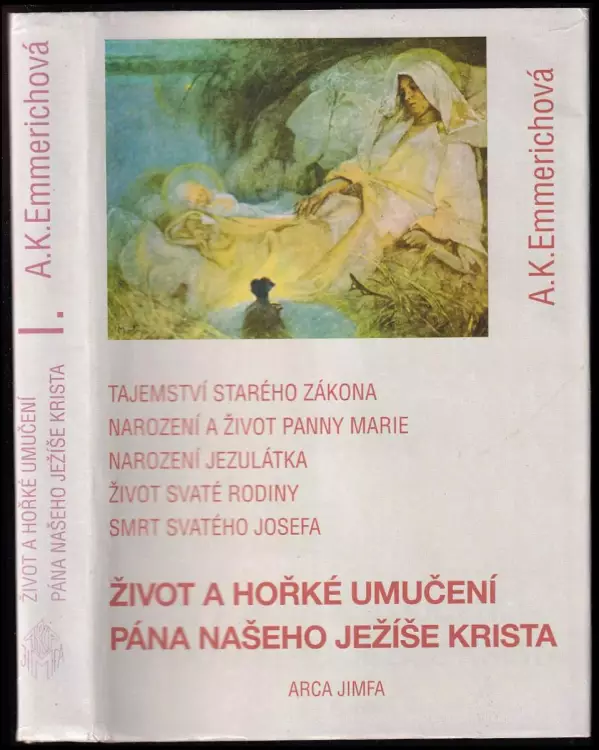 A.K.Emmerichová
I.
ŽIVOT A HOŘKÉ UMUČENÍ
PÁNA NAŠEHO JEŽÍŠE KRISTA
A.K.Emmerichová
TAJEMSTVÍ STARÉHO ZÁKONA
NAROZENÍ A ŽIVOT PANNY MARIE
NAROZENÍ JEZULÁTKA
ŽIVOT SVATÉ RODINY
SMRT SVATÉHO JOSEFA
ŽIVOT A HOŘKÉ UMUČENÍ
PÁNA NAŠEHO JEŽÍŠE KRISTA
ARCA JIMFA